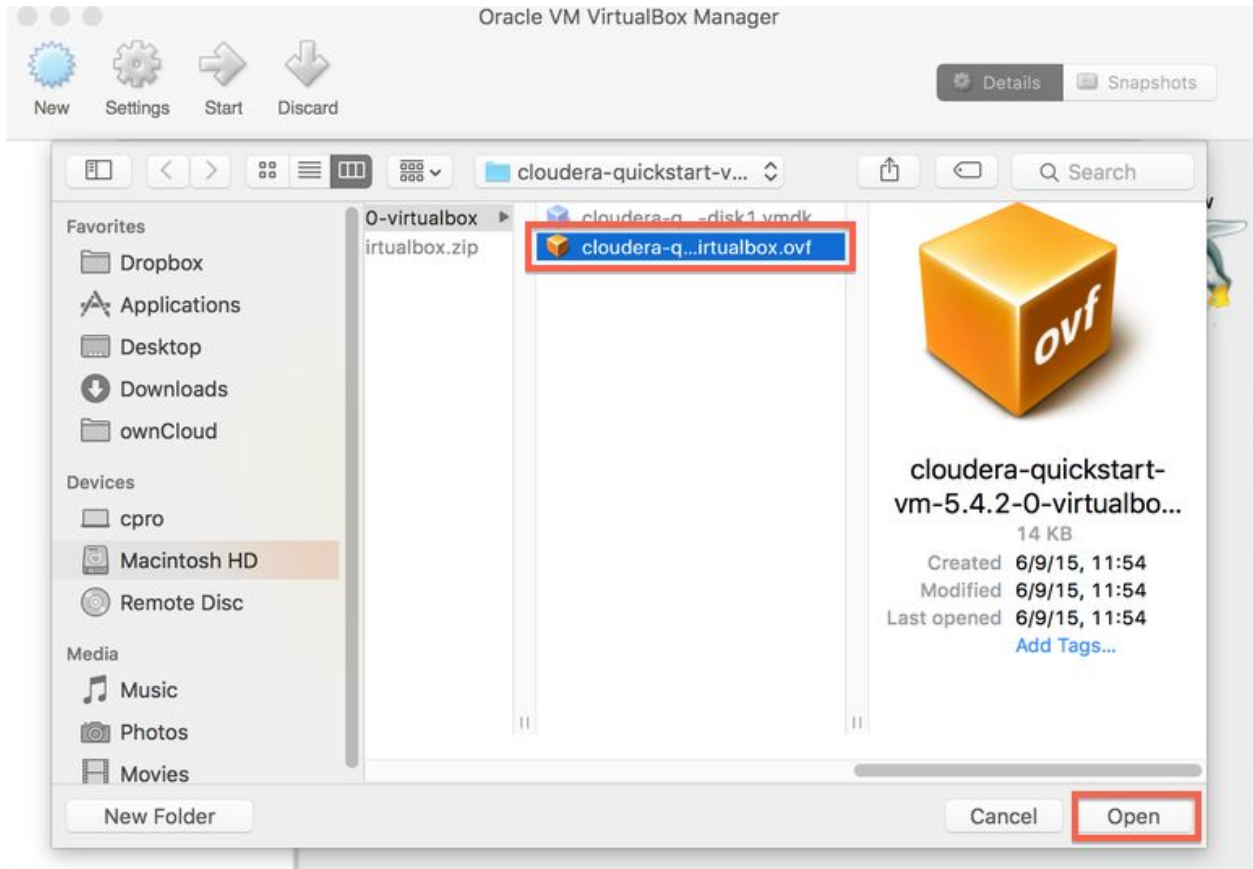 Oracle VM VirtualBox Manager
New Settings Start Discard
Details Snapshots
cloudera-quickstart-v... Search
Favorites
Dropbox
Applications
Desktop
Downloads
ownCloud
Devices
cpro
Macintosh HD
Remote Disc
Media
Music
Photos
Movies
0-virtualbox
irtualbox.zip
cloudera-q...-disk1.vmdk
cloudera-q...irtualbox.ovf
ovf
cloudera-quickstart-
vm-5.4.2-0-virtualbo...
14 KB
Created 6/9/15, 11:54
Modified 6/9/15, 11:54
Last opened 6/9/15, 11:54
Add Tags...
New Folder Cancel Open